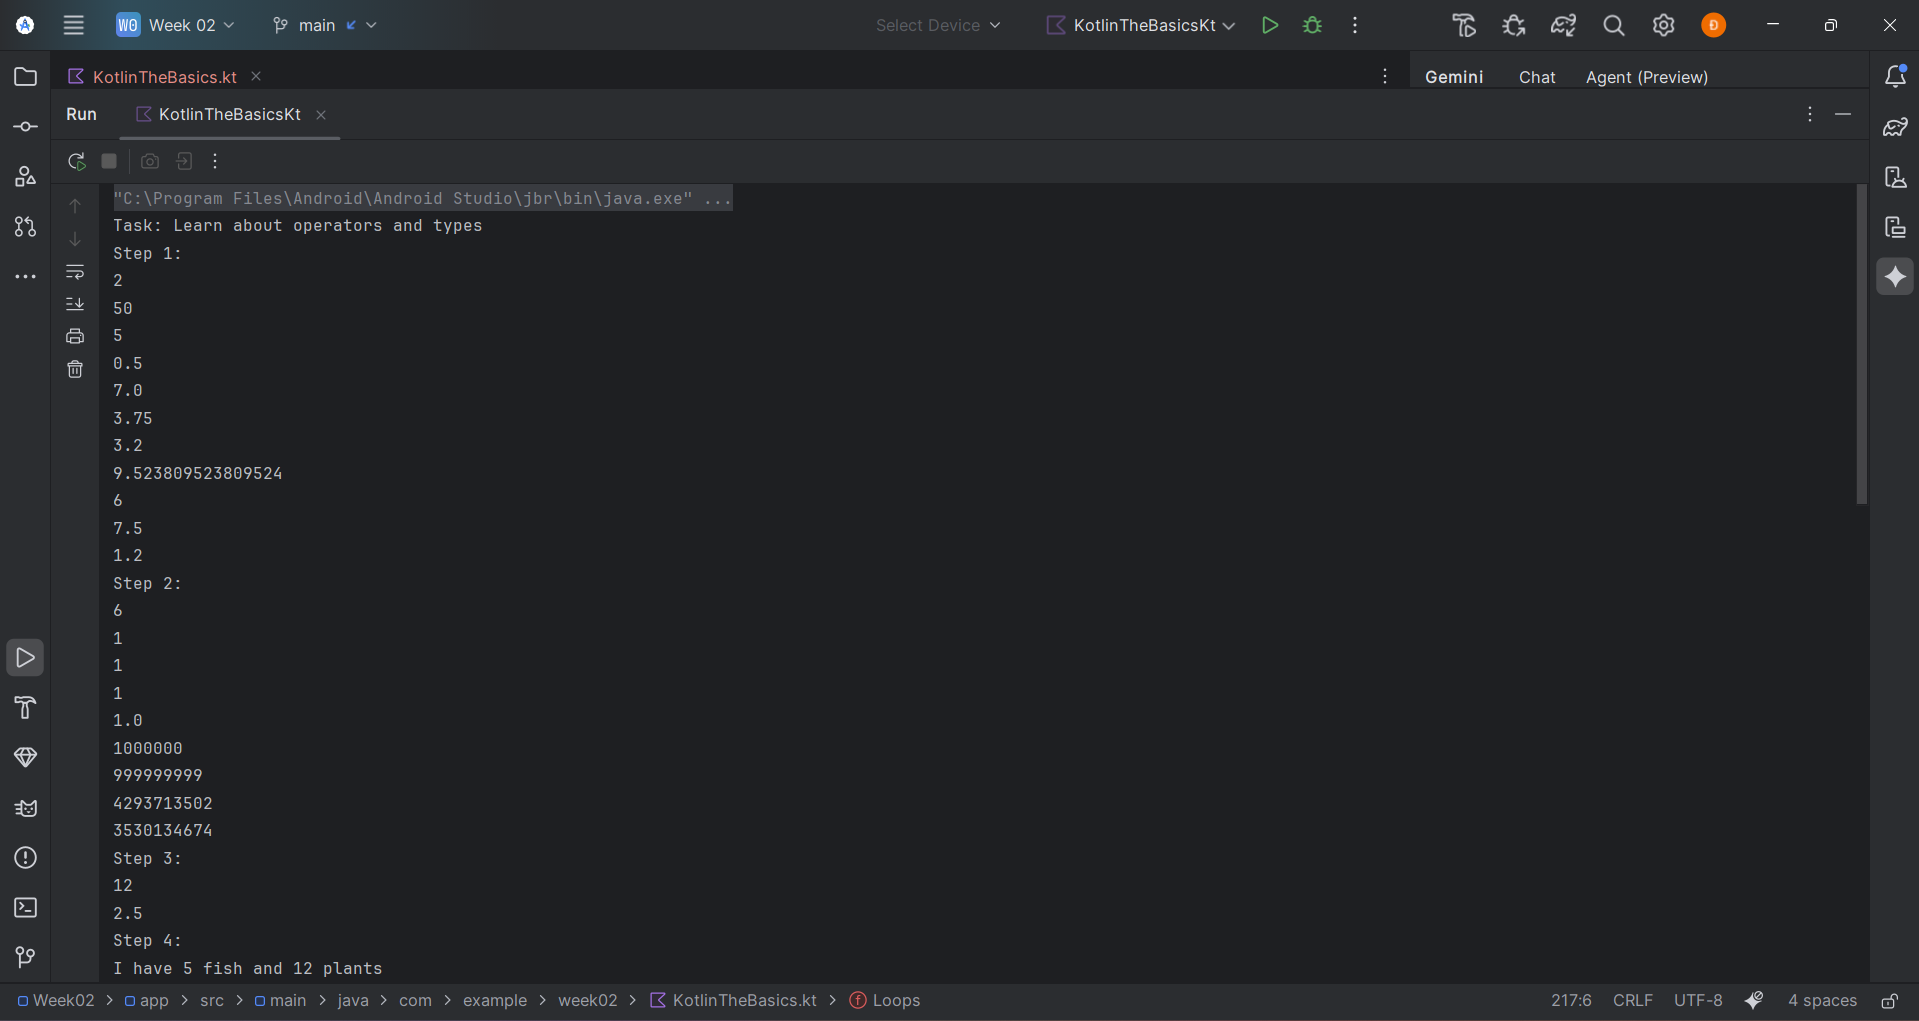 W0 Week 02 main Select Device KotlinTheBasicsKt Đ
KotlinTheBasics.kt Gemini Chat Agent (Preview)
Run KotlinTheBasicsKt
"C:\Program Files\Android\Android Studio\jbr\bin\java.exe" ...
Task: Learn about operators and types
Step 1:
2
50
5
0.5
7.0
3.75
3.2
9.523809523809524
6
7.5
1.2
Step 2:
6
1
1
1
1.0
1000000
999999999
4293713502
3530134674
Step 3:
12
2.5
Step 4:
I have 5 fish and 12 plants
Week02 > app > src > main > java > com > example > week02 > KotlinTheBasics.kt > f Loops 217:6 CRLF UTF-8 4 spaces